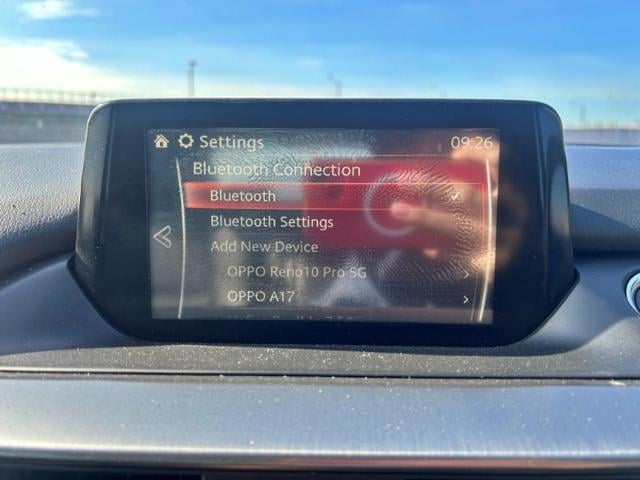 Settings 09:26
Bluetooth Connection
Bluetooth
Bluetooth Settings
Add New Device
OPPO Reno10 Pro 5G
OPPO A17